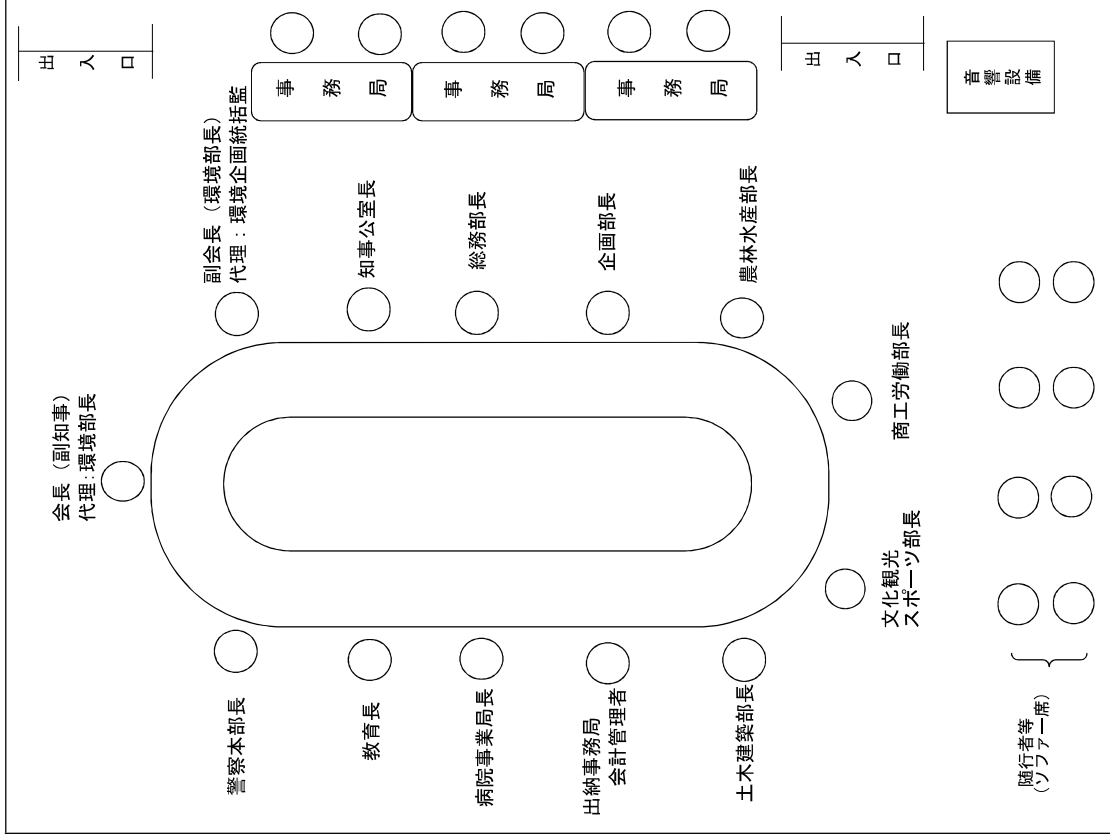 出入口
出入口
音響
設備
事務局
事務局
事務局
副会長（環境部長）
代理：環境企画統括監
知事公室長
総務部長
企画部長
農林水産部長
会長（副知事）
代理：環境部長
商工労働部長
文化観光
スポーツ部長
警察本部長
教育長
病院事業局長
出納事務局
会計管理者
土木建築部長
随行者等
（ソファー席）